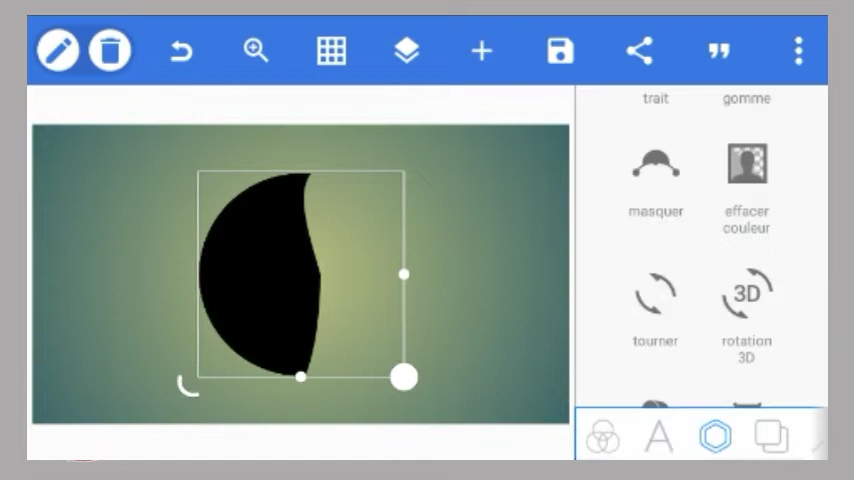 trait gomme
masquer effacer
couleur
3D
tourner rotation
3D